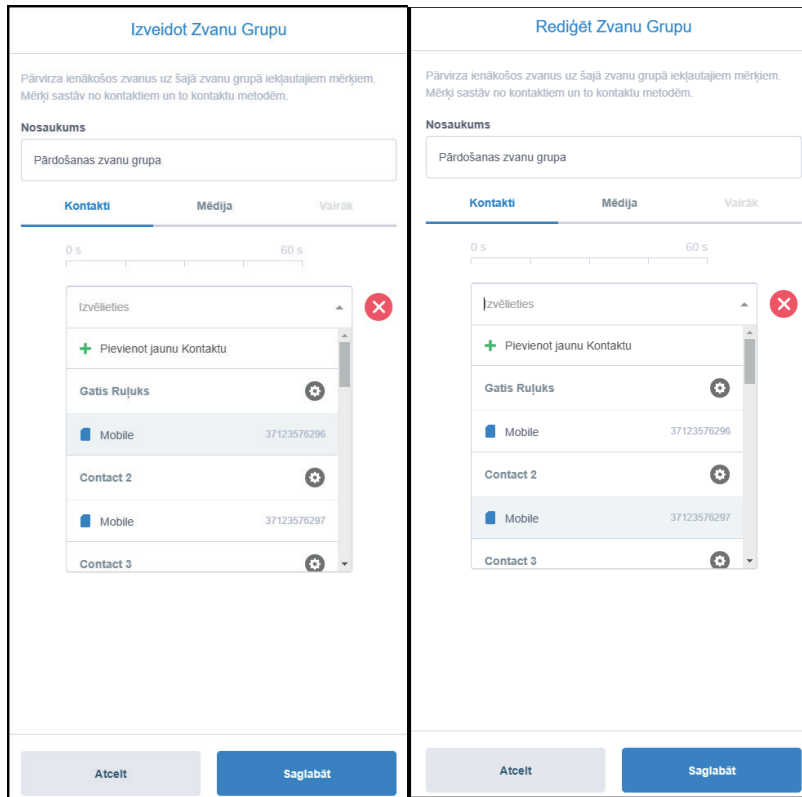 Izveidot Zvanu Grupu
Pārvirza ienākošos zvanus uz šajā zvanu grupā iekļautajiem mērķiem.
Mērķi sastāv no kontaktiem un to kontaktu metodēm.
Nosaukums
Pārdošanas zvanu grupa
Kontakti Mēdija Vairāk
0 s 60 s
Izvēlieties
Pievienot jaunu Kontaktu
Gatis Ruļuks
Mobile 37123576296
Contact 2
Mobile 37123576297
Contact 3
Atcelt Saglabāt
Rediģēt Zvanu Grupu
Pārvirza ienākošos zvanus uz šajā zvanu grupā iekļautajiem mērķiem.
Mērķi sastāv no kontaktiem un to kontaktu metodēm.
Nosaukums
Pārdošanas zvanu grupa
Kontakti Mēdija Vairāk
0 s 60 s
Izvēlieties
Pievienot jaunu Kontaktu
Gatis Ruļuks
Mobile 37123576296
Contact 2
Mobile 37123576297
Contact 3
Atcelt Saglabāt